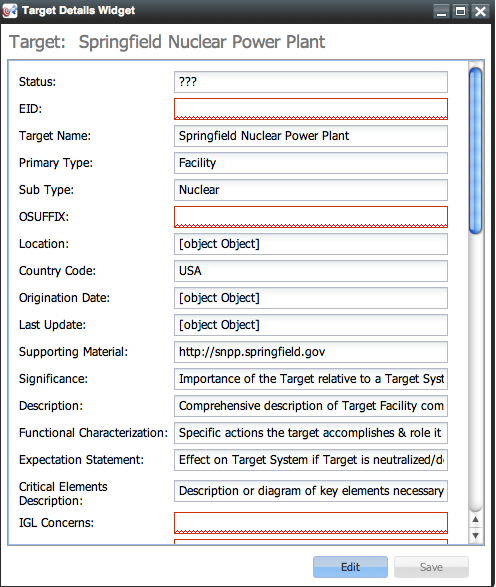 Target Details Widget
Target: Springfield Nuclear Power Plant
Status: ???
EID:
Target Name: Springfield Nuclear Power Plant
Primary Type: Facility
Sub Type: Nuclear
OSUFFIX:
Location: [object Object]
Country Code: USA
Origination Date: [object Object]
Last Update: [object Object]
Supporting Material: http://snpp.springfield.gov
Significance: Importance of the Target relative to a Target Syst
Description: Comprehensive description of Target Facility com
Functional Characterization: Specific actions the target accomplishes & role it
Expectation Statement: Effect on Target System if Target is neutralized/de
Critical Elements
Description: Description or diagram of key elements necessary
IGL Concerns:
Edit Save